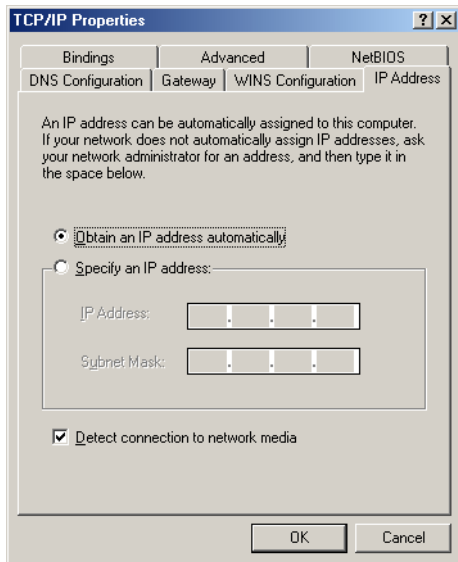 TCP/IP Properties
Bindings
Advanced
NetBIOS
DNS Configuration
Gateway
WINS Configuration
IP Address
An IP address can be automatically assigned to this computer.
If your network does not automatically assign IP addresses, ask
your network administrator for an address, and then type it in
the space below.
Obtain an IP address automatically
Specify an IP address:
IP Address:
. . .
Subnet Mask:
. . .
Detect connection to network media
OK
Cancel